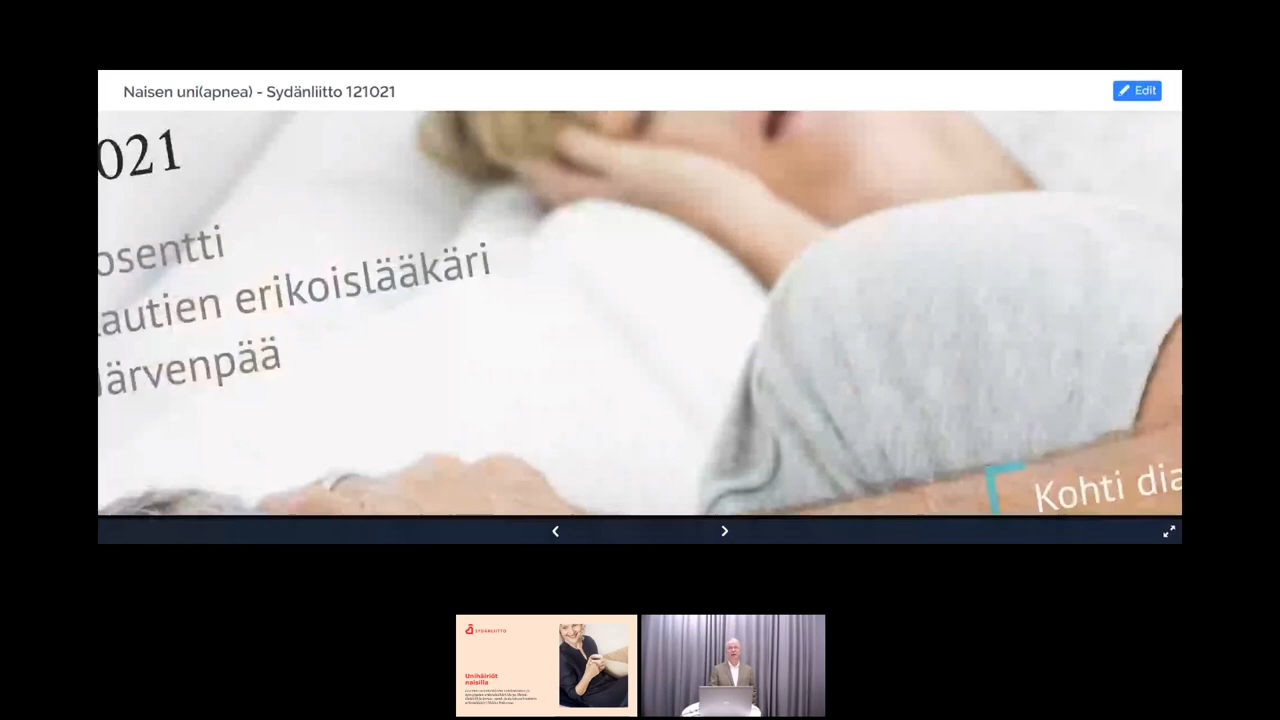 Naisen uni(apnea) - Sydänliitto 121021
Edit
021
osentti
autien erikoislääkäri
ärvenpää
Kohti dia
SYDÄNLIITTO
Unihäiriöt
naisilla